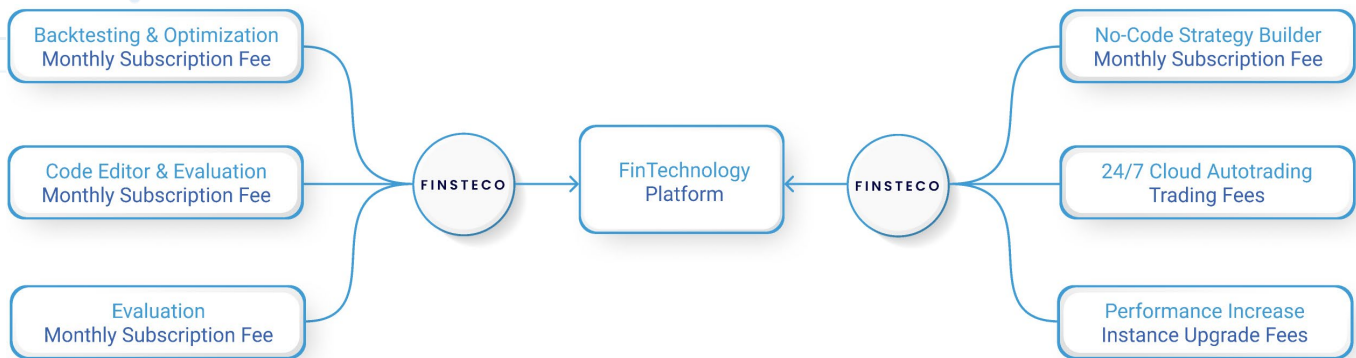 Backtesting & Optimization
Monthly Subscription Fee
Code Editor & Evaluation
Monthly Subscription Fee
Evaluation
Monthly Subscription Fee
FINSTECO
FinTechnology
Platform
FINSTECO
No-Code Strategy Builder
Monthly Subscription Fee
24/7 Cloud Autotrading
Trading Fees
Performance Increase
Instance Upgrade Fees